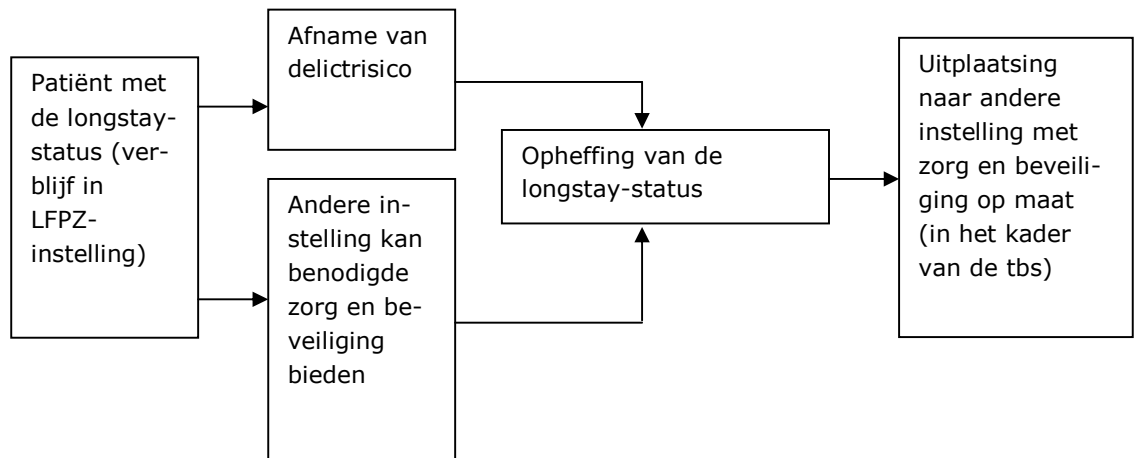 Patiënt met
de longstay-
status (ver-
blijf in
LFPZ-
instelling)
Afname van
delictrisico
Andere in-
stelling kan
benodigde
zorg en be-
veiliging
bieden
Opheffing van de
longstay-status
Uitplaatsing
naar andere
instelling met
zorg en beveili-
ging op maat
(in het kader
van de tbs)